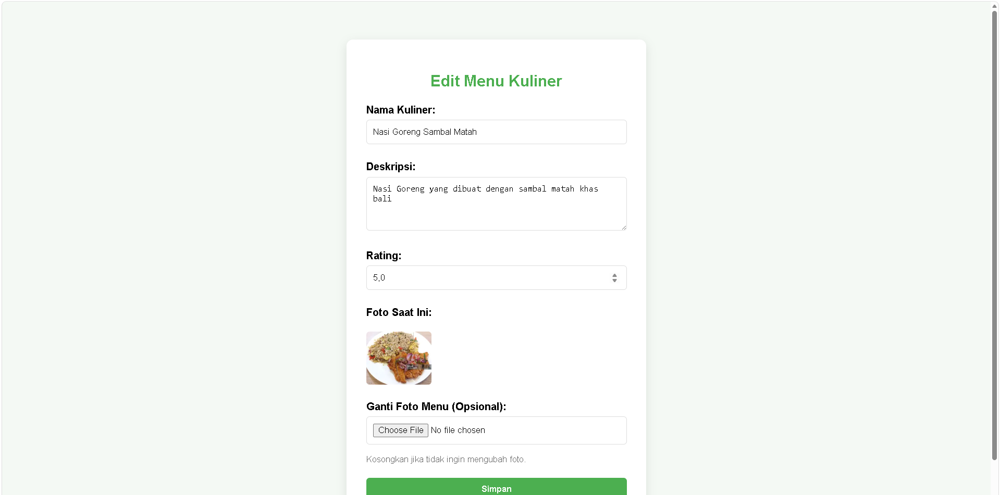 Edit Menu Kuliner
Nama Kuliner:
Nasi Goreng Sambal Matah
Deskripsi:
Nasi Goreng yang dibuat dengan sambal matah khas
bali
Rating:
5,0
Foto Saat Ini:
Ganti Foto Menu (Opsional):
Choose File No file chosen
Kosongkan jika tidak ingin mengubah foto.
Simpan